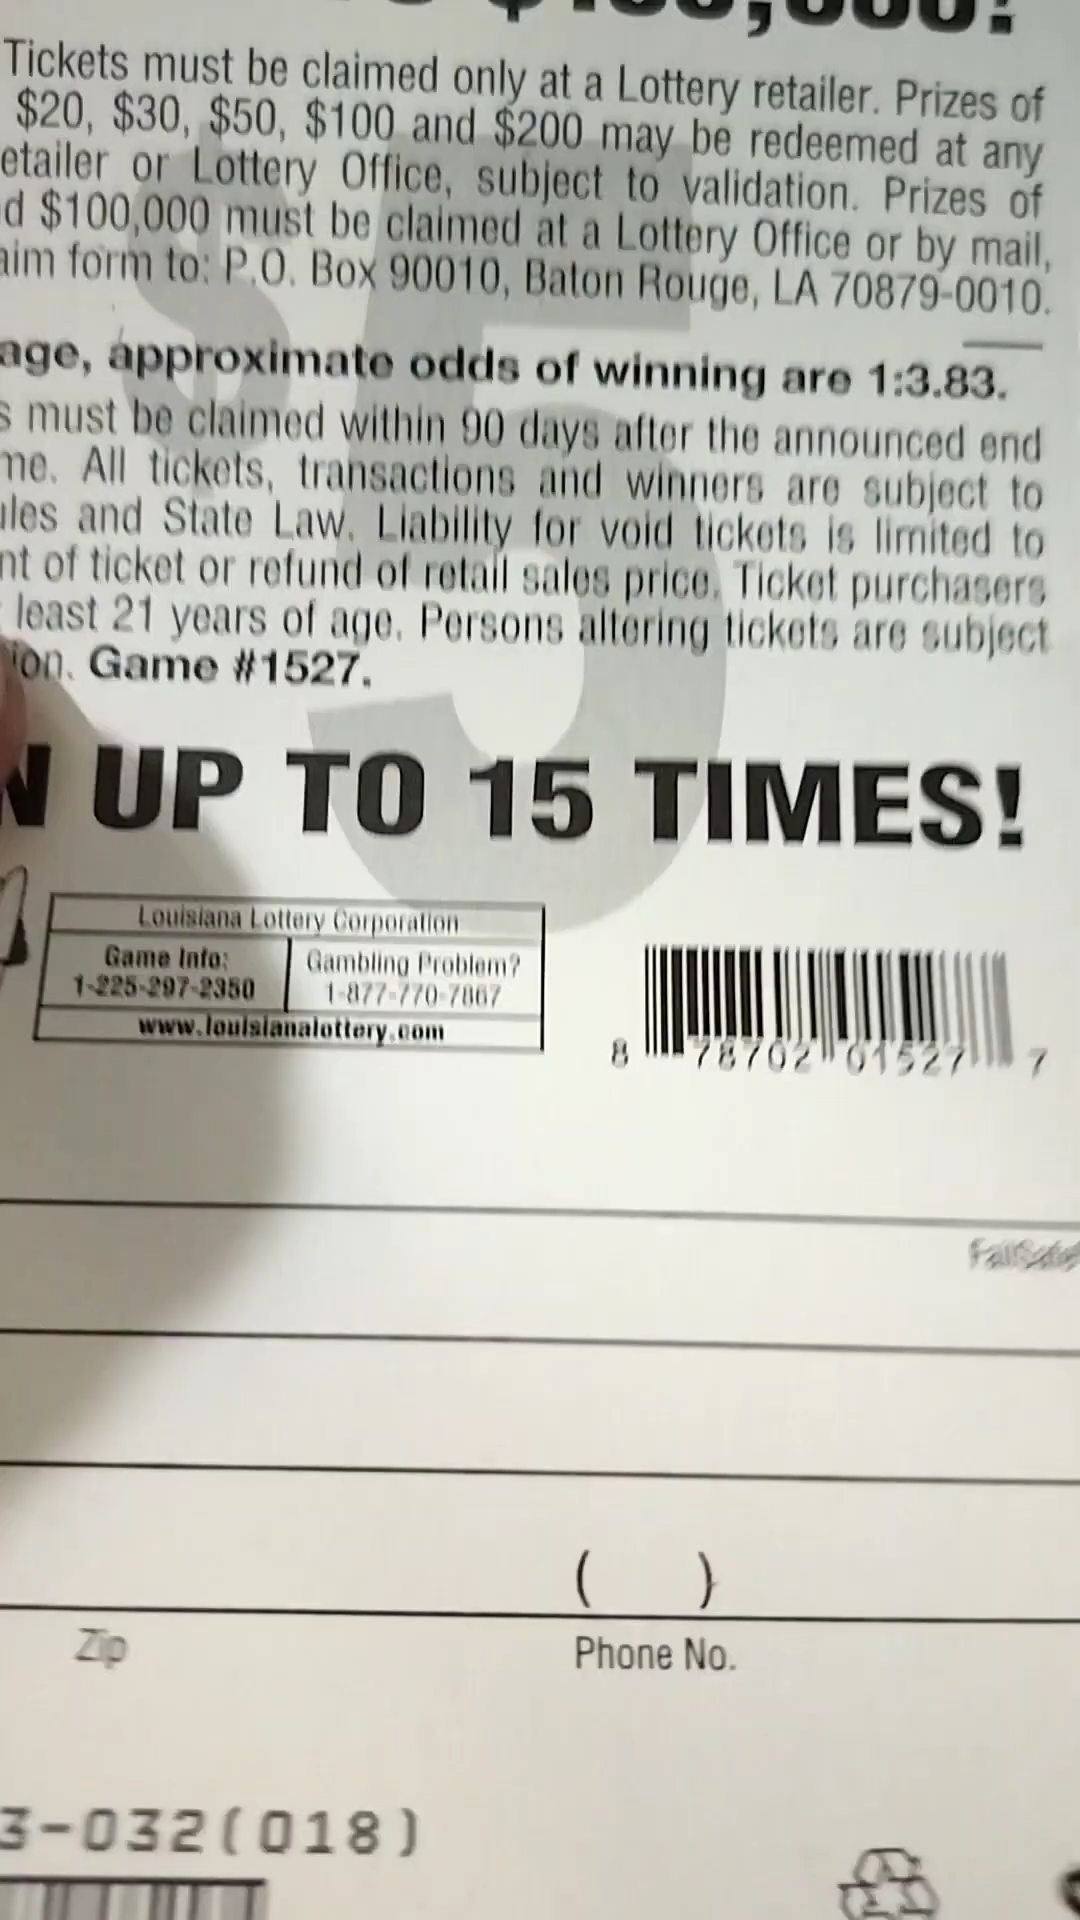 $100,000!
Tickets must be claimed only at a Lottery retailer. Prizes of
$20, $30, $50, $100 and $200 may be redeemed at any
etailer or Lottery Office, subject to validation. Prizes of
d $100,000 must be claimed at a Lottery Office or by mail,
aim form to: P.O. Box 90010, Baton Rouge, LA 70879-0010.
age, approximate odds of winning are 1:3.83.
s must be claimed within 90 days after the announced end
me. All tickets, transactions and winners are subject to
ules and State Law. Liability for void tickets is limited to
nt of ticket or refund of retail sales price. Ticket purchasers
least 21 years of age. Persons altering tickets are subject
ion. Game #1527.
$5
N UP TO 15 TIMES!
Louisiana Lottery Corporation
Game Info: Gambling Problem?
1-225-297-2350 1-877-770-7867
www.louisianalottery.com
8 78702 01527 7
FailSafe
( )
Zip Phone No.
3-032(018)